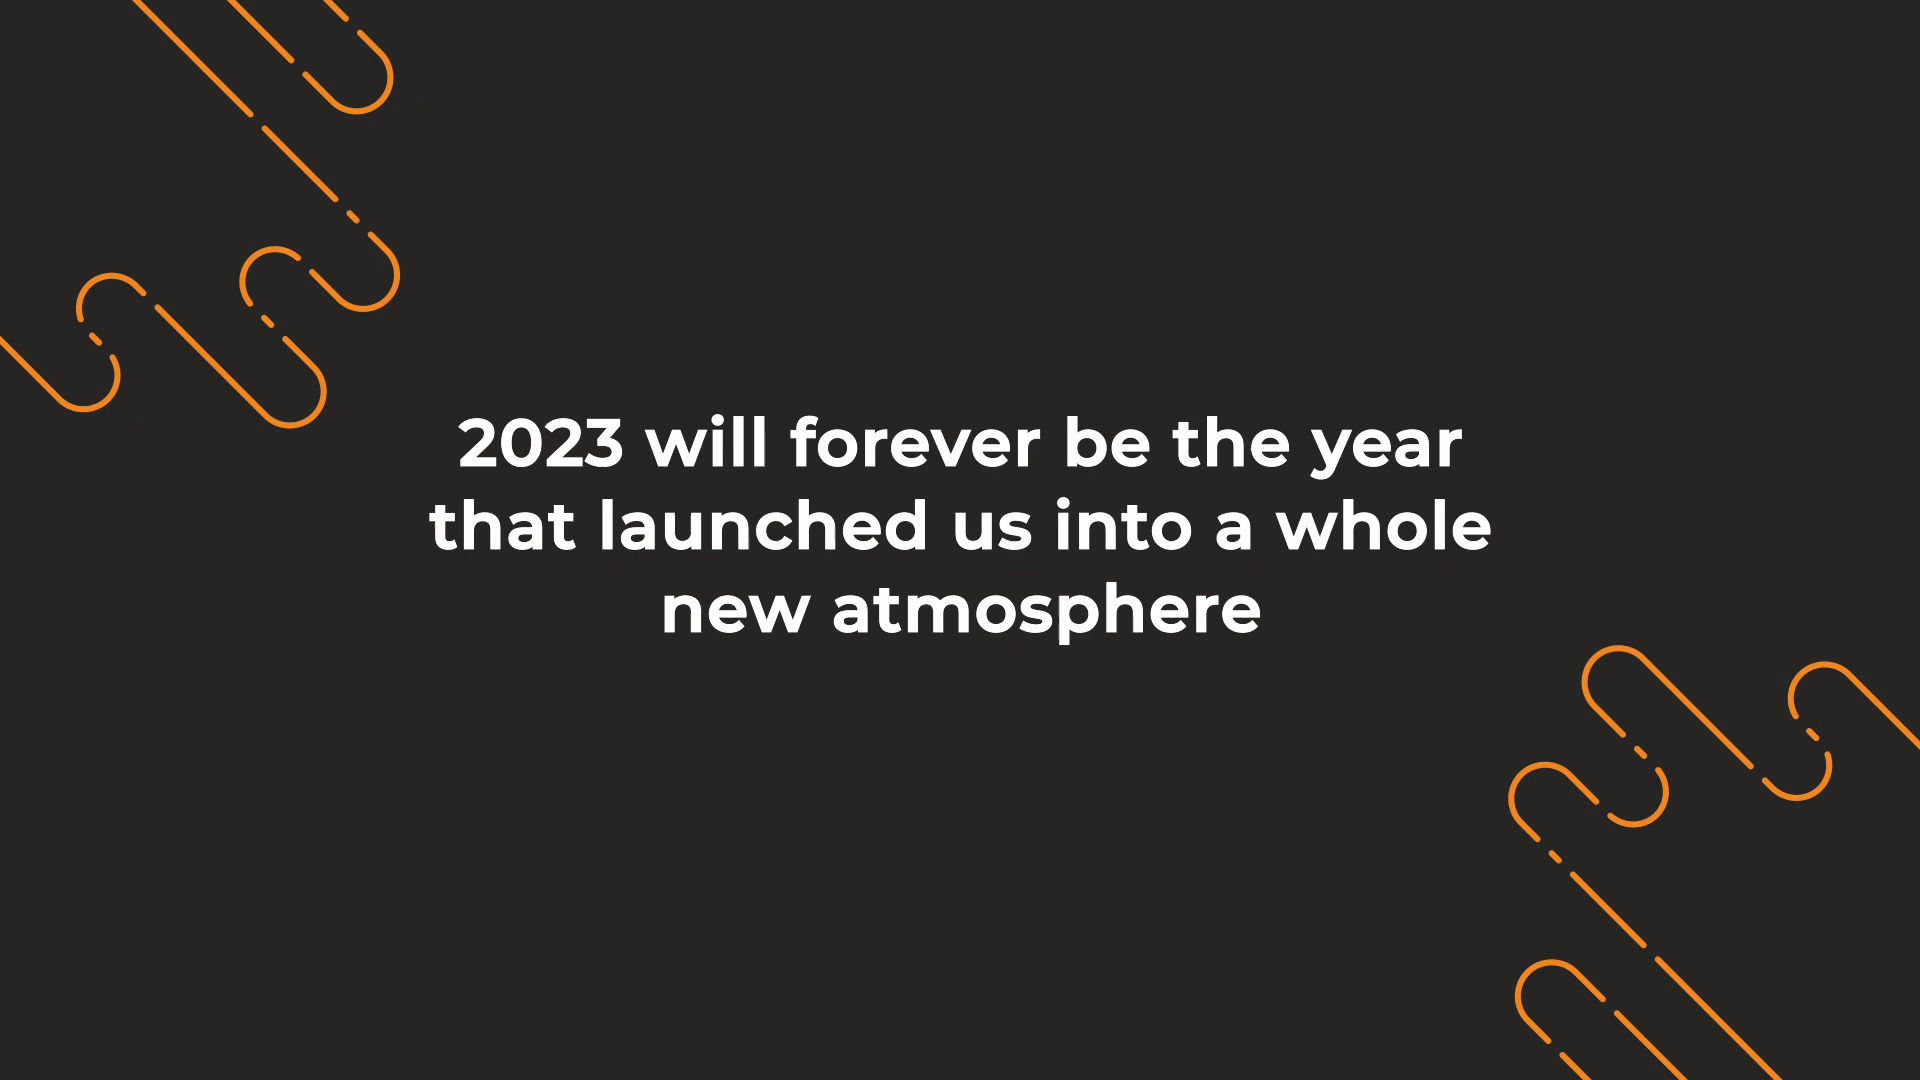 2023 will forever be the year
that launched us into a whole
new atmosphere